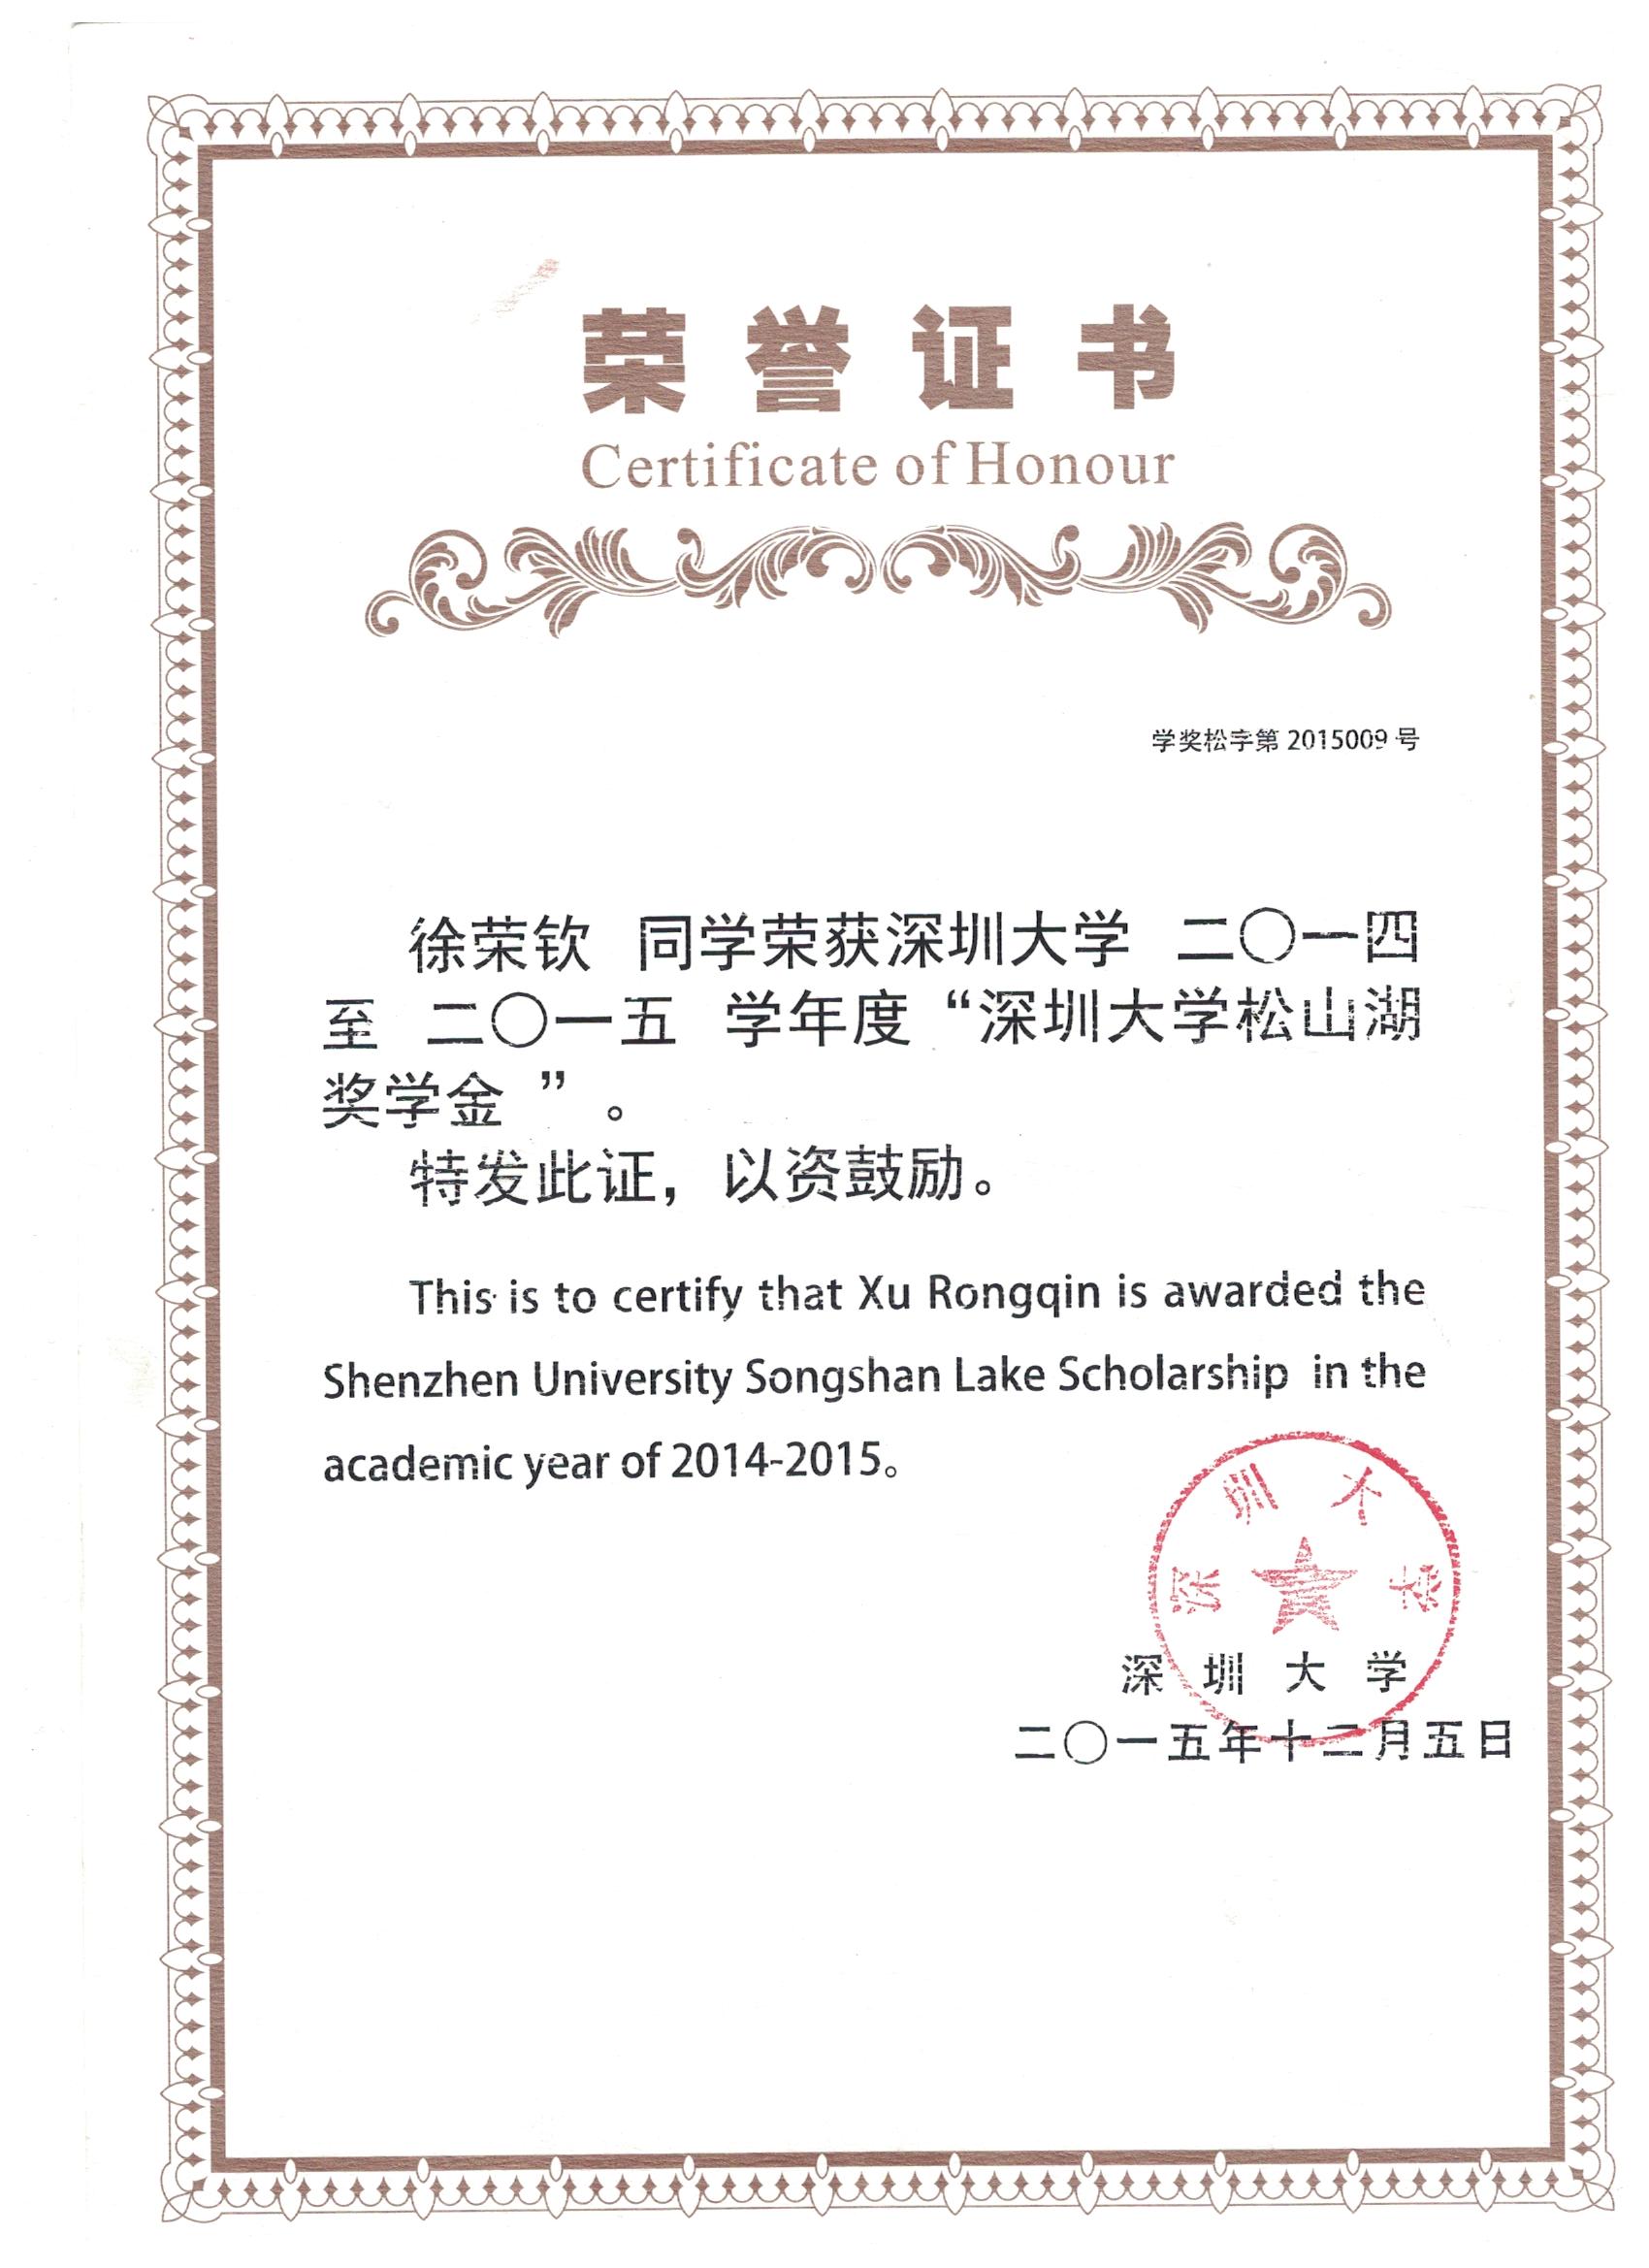 荣誉证书
Certificate of Honour
学奖松字第 2015009 号
徐荣钦 同学荣获深圳大学 二〇一四
至 二〇一五 学年度“深圳大学松山湖
奖学金 ”。
特发此证，以资鼓励。
This is to certify that Xu Rongqin is awarded the
Shenzhen University Songshan Lake Scholarship in the
academic year of 2014-2015。
深圳大学
深 圳 大 学
二〇一五年十二月五日